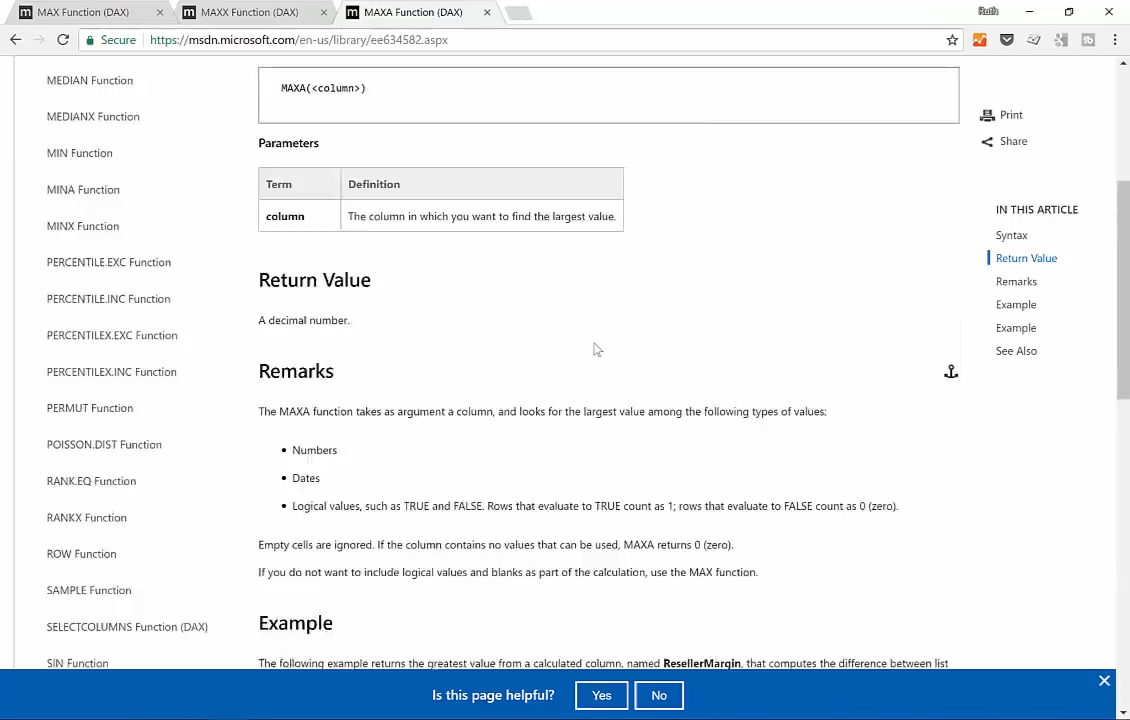 MAX Function (DAX)
MAXX Function (DAX)
MAXA Function (DAX)
Ruth
Secure
https://msdn.microsoft.com/en-us/library/ee634582.aspx
MEDIAN Function
MEDIANX Function
MIN Function
MINA Function
MINX Function
PERCENTILE.EXC Function
PERCENTILE.INC Function
PERCENTILEX.EXC Function
PERCENTILEX.INC Function
PERMUT Function
POISSON.DIST Function
RANK.EQ Function
RANKX Function
ROW Function
SAMPLE Function
SELECTCOLUMNS Function (DAX)
SIN Function
MAXA(<column>)
Parameters
Term Definition
column The column in which you want to find the largest value.
Return Value
A decimal number.
Remarks
The MAXA function takes as argument a column, and looks for the largest value among the following types of values:
• Numbers
• Dates
• Logical values, such as TRUE and FALSE. Rows that evaluate to TRUE count as 1; rows that evaluate to FALSE count as 0 (zero).
Empty cells are ignored. If the column contains no values that can be used, MAXA returns 0 (zero).
If you do not want to include logical values and blanks as part of the calculation, use the MAX function.
Example
The following example returns the greatest value from a calculated column, named ResellerMargin, that computes the difference between list
Print
Share
IN THIS ARTICLE
Syntax
Return Value
Remarks
Example
Example
See Also
Is this page helpful?
Yes
No